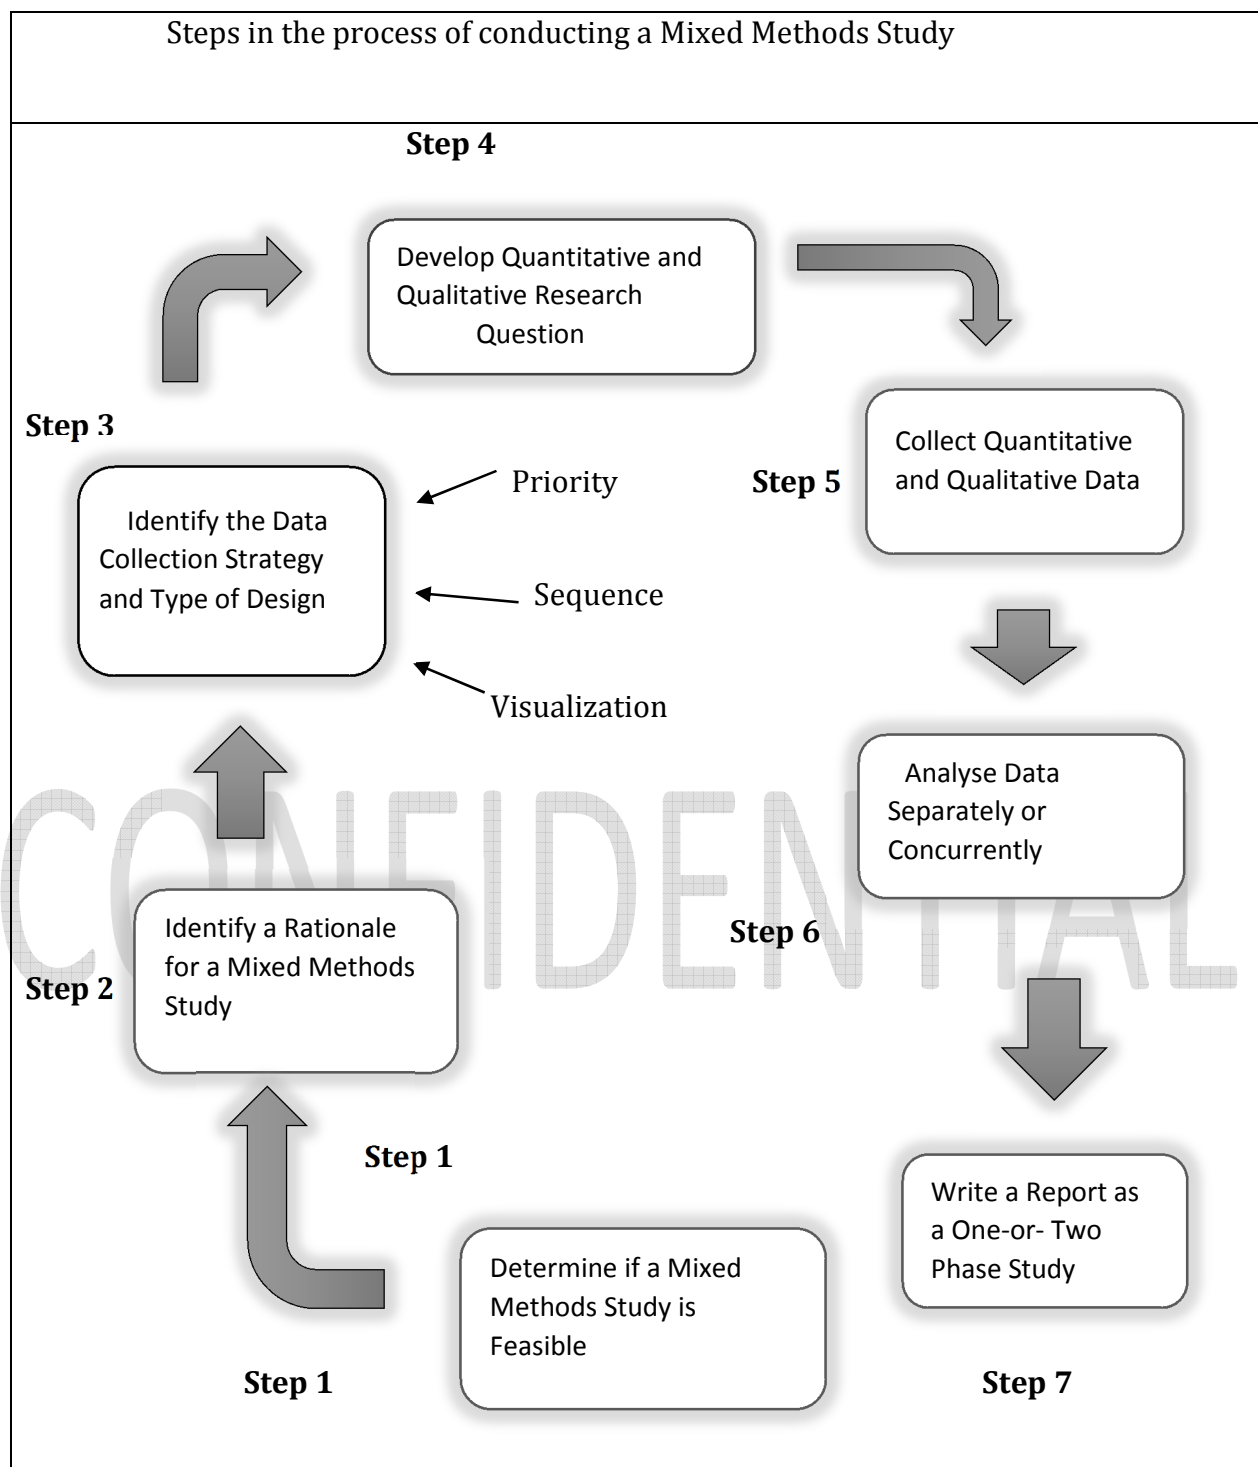 Steps in the process of conducting a Mixed Methods Study
Step 4
Develop Quantitative and
Qualitative Research
Question
Step 3
Identify the Data
Collection Strategy
and Type of Design
Priority
Sequence
Visualization
Step 5
Collect Quantitative
and Qualitative Data
Analyse Data
Separately or
Concurrently
Step 6
CONFIDENTIAL
Step 2
Identify a Rationale
for a Mixed Methods
Study
Step 1
Determine if a Mixed
Methods Study is
Feasible
Step 1
Write a Report as
a One-or- Two
Phase Study
Step 7